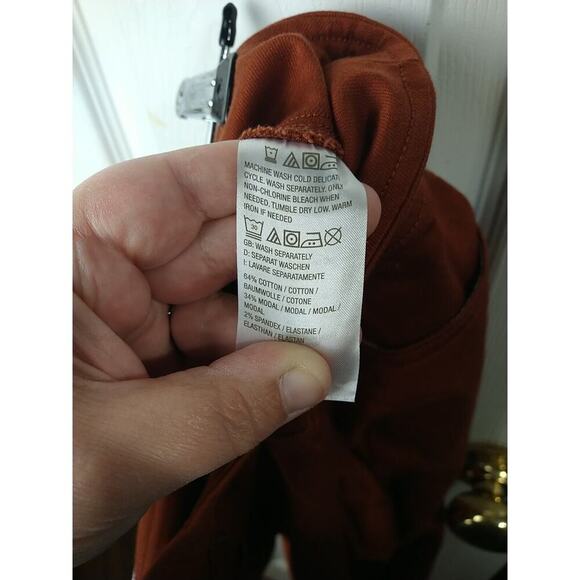 MACHINE WASH COLD DELICATE
CYCLE. WASH SEPARATELY. ONLY
NON-CHLORINE BLEACH WHEN
NEEDED. TUMBLE DRY LOW. WARM
IRON IF NEEDED
30
GB: WASH SEPARATELY
D: SEPARAT WASCHEN
I: LAVARE SEPARATAMENTE
64% COTTON / COTTON /
BAUMWOLLE / COTONE
34% MODAL / MODAL / MODAL /
MODAL
2% SPANDEX / ELASTANE /
ELASTHAN / ELASTAN